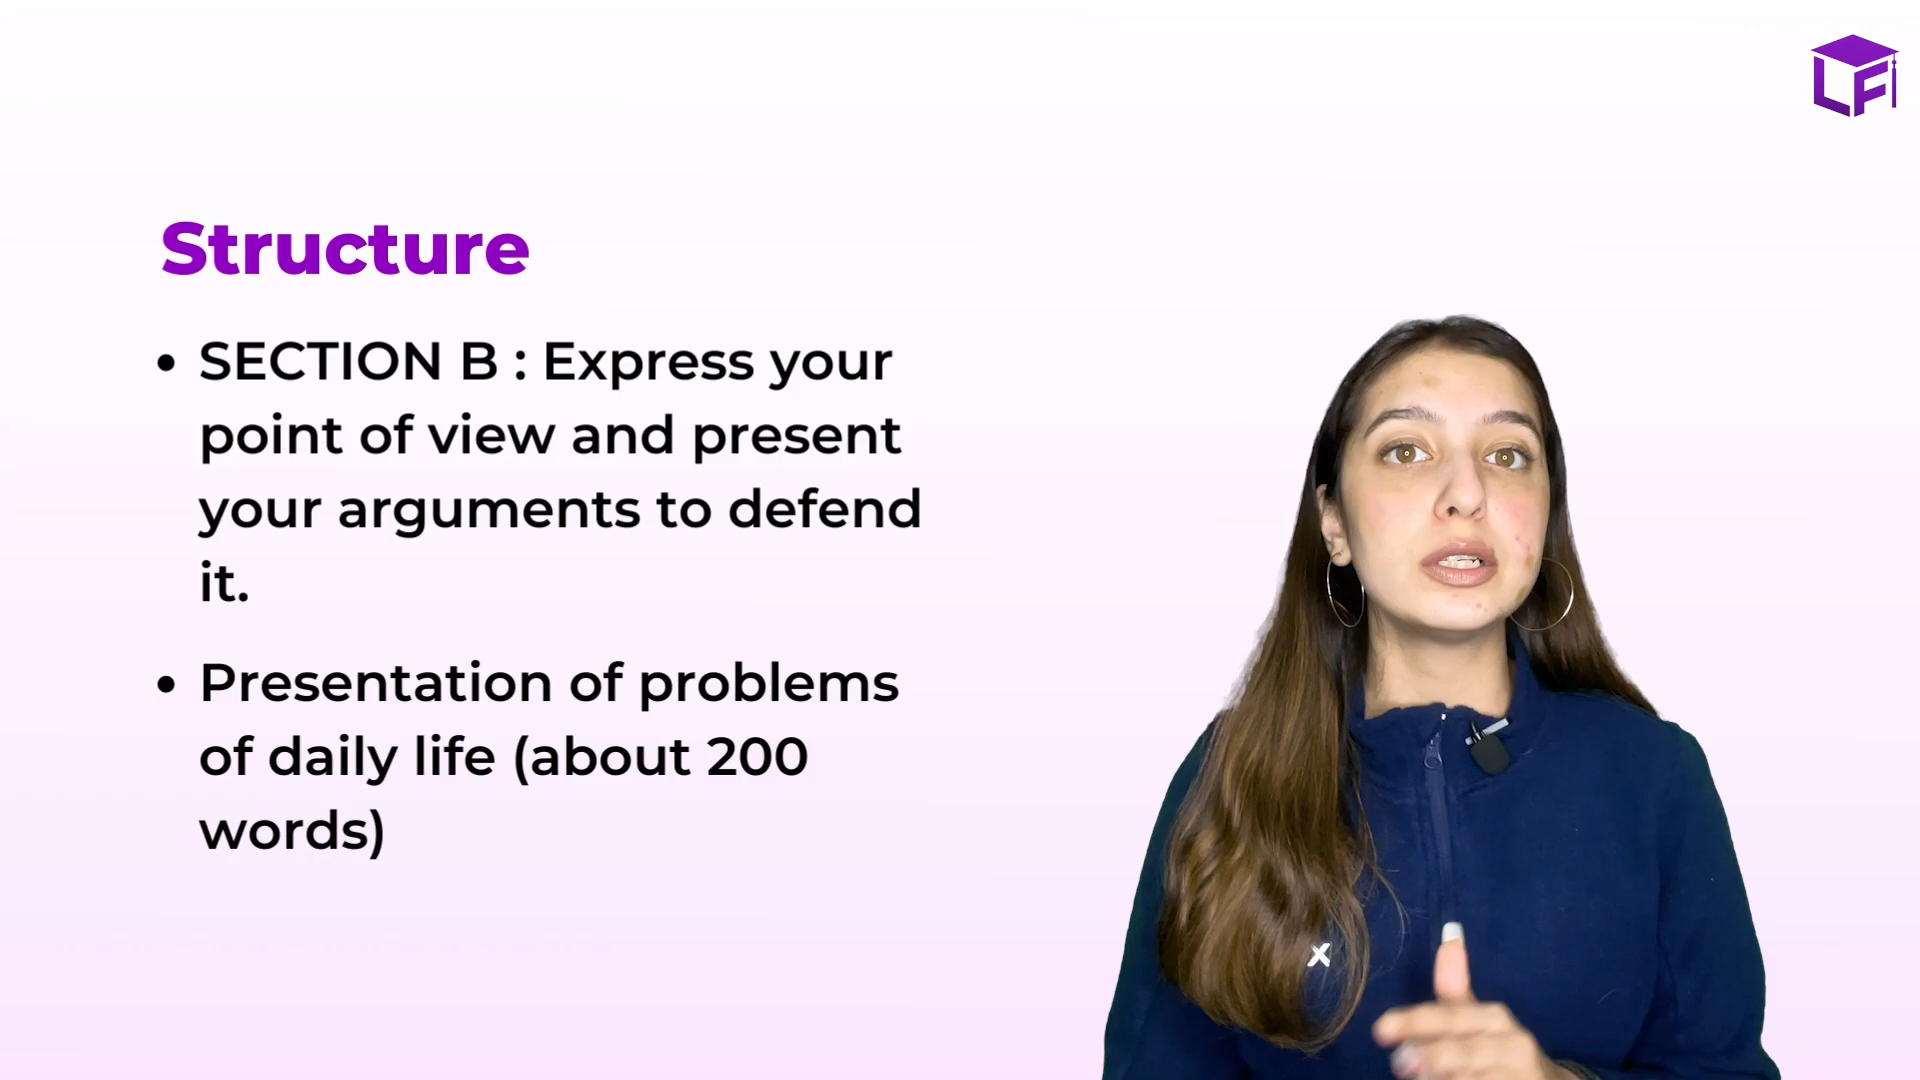 LF
Structure
• SECTION B : Express your
point of view and present
your arguments to defend
it.
• Presentation of problems
of daily life (about 200
words)
X